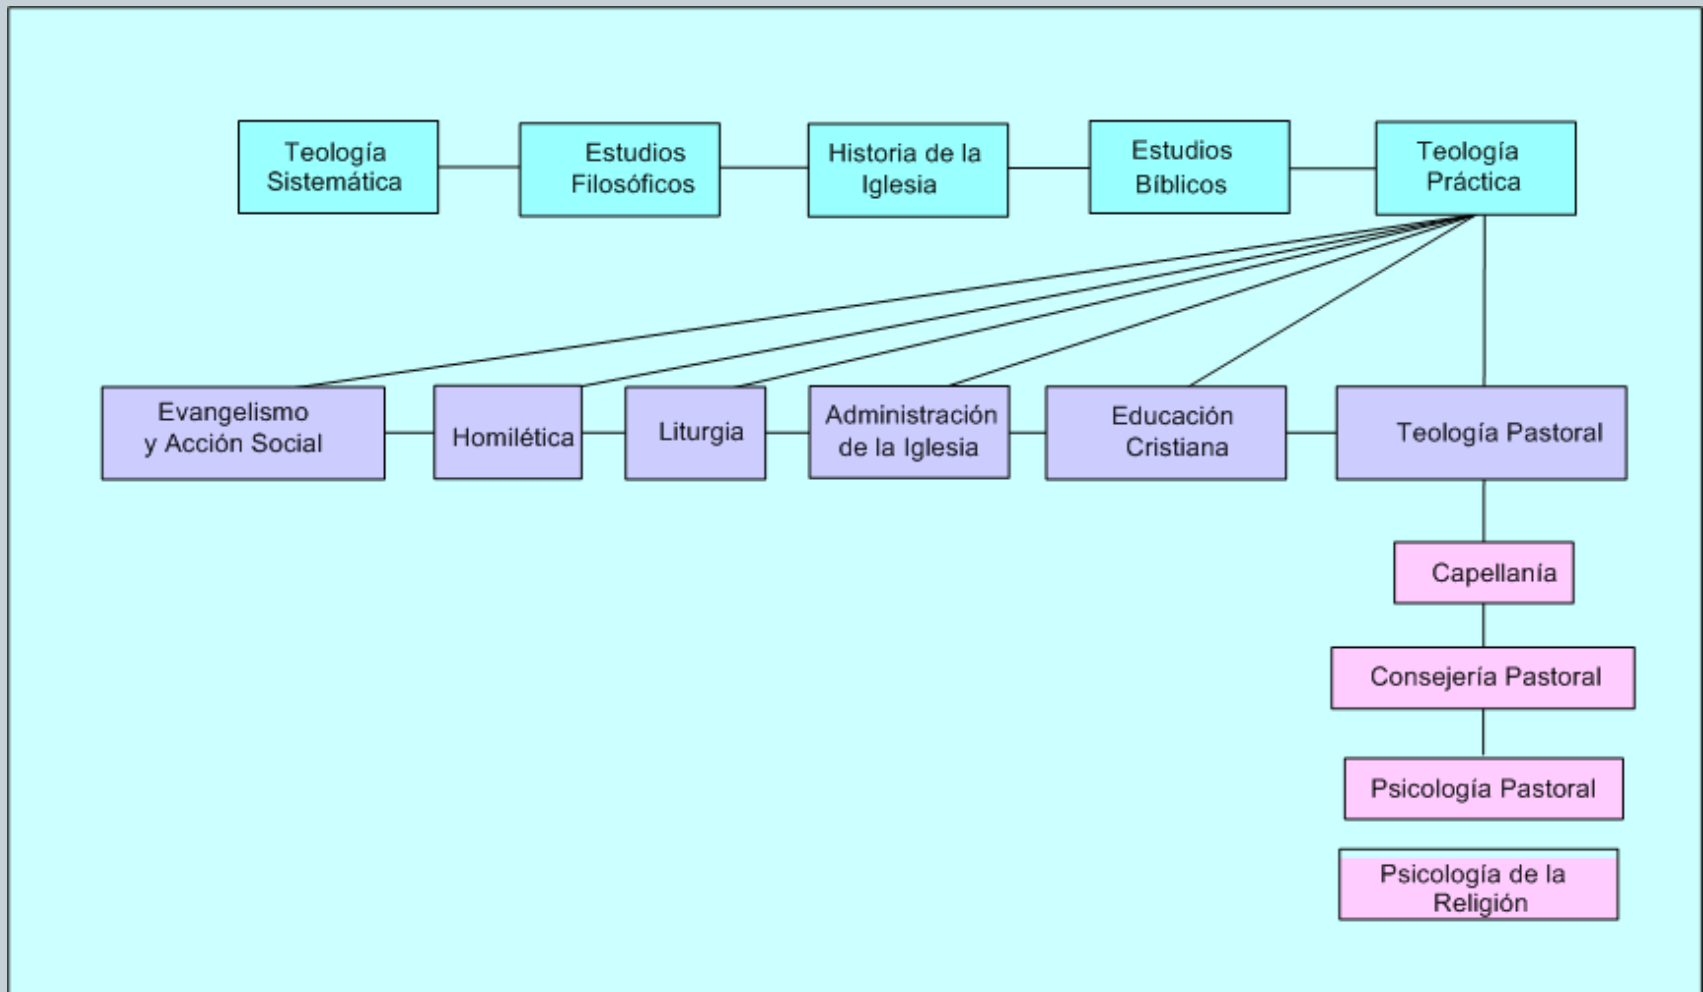 Teología
Sistemática
Estudios
Filosóficos
Historia de la
Iglesia
Estudios
Bíblicos
Teología
Práctica
Evangelismo
y Acción Social
Homilética
Liturgia
Administración
de la Iglesia
Educación
Cristiana
Teología Pastoral
Capellanía
Consejería Pastoral
Psicología Pastoral
Psicología de la
Religión